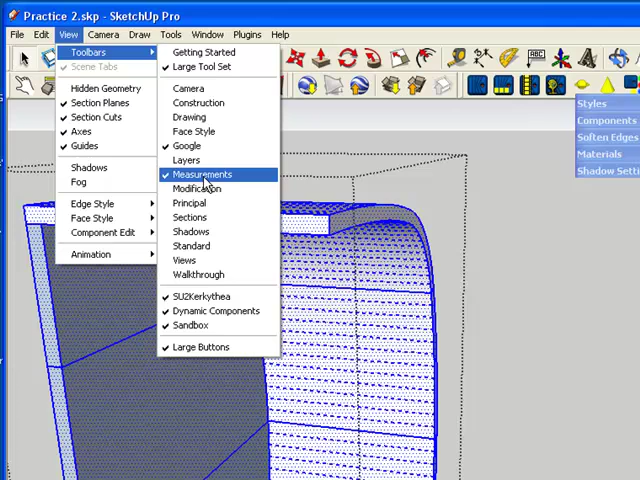 Practice 2.skp - SketchUp Pro
File Edit View Camera Draw Tools Window Plugins Help
Toolbars
Scene Tabs
Hidden Geometry
Section Planes
Section Cuts
Axes
Guides
Shadows
Fog
Edge Style
Face Style
Component Edit
Animation
Getting Started
Large Tool Set
Camera
Construction
Drawing
Face Style
Google
Layers
Measurements
Modification
Principal
Sections
Shadows
Standard
Views
Walkthrough
SU2Kerkythea
Dynamic Components
Sandbox
Large Buttons
ABC
Styles
Components
Soften Edges
Materials
Shadow Setti